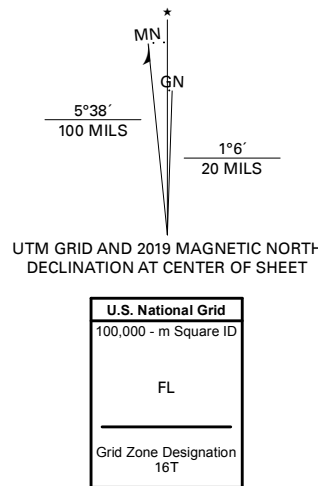 ★
MN
GN
5°38´
100 MILS
1°6´
20 MILS
UTM GRID AND 2019 MAGNETIC NORTH
DECLINATION AT CENTER OF SHEET
U.S. National Grid
100,000 - m Square ID
FL
Grid Zone Designation
16T